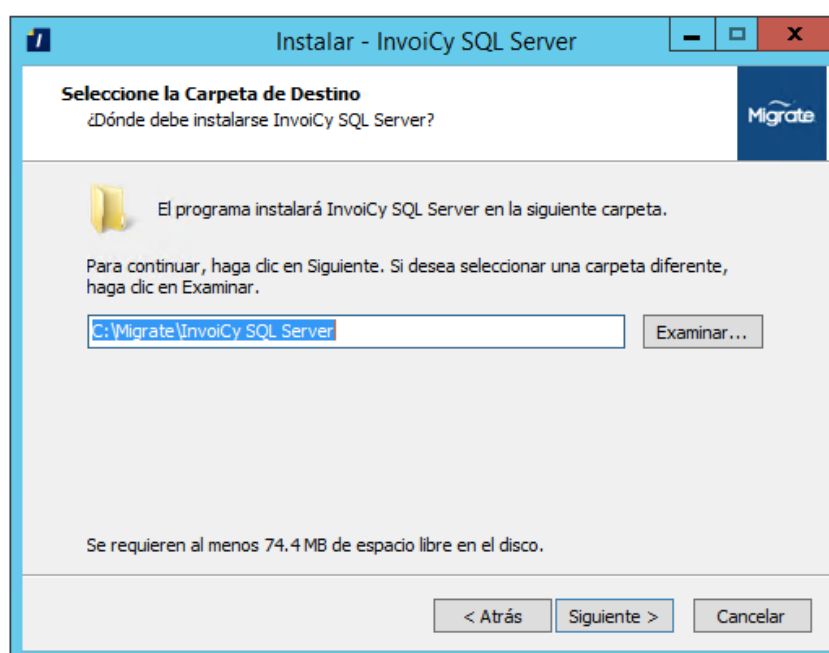 Instalar - InvoiCy SQL Server
Seleccione la Carpeta de Destino
¿Dónde debe instalarse InvoiCy SQL Server?
Migrate
El programa instalará InvoiCy SQL Server en la siguiente carpeta.
Para continuar, haga clic en Siguiente. Si desea seleccionar una carpeta diferente,
haga clic en Examinar.
C:\Migrate\InvoiCy SQL Server
Examinar...
Se requieren al menos 74.4 MB de espacio libre en el disco.
< Atrás
Siguiente >
Cancelar